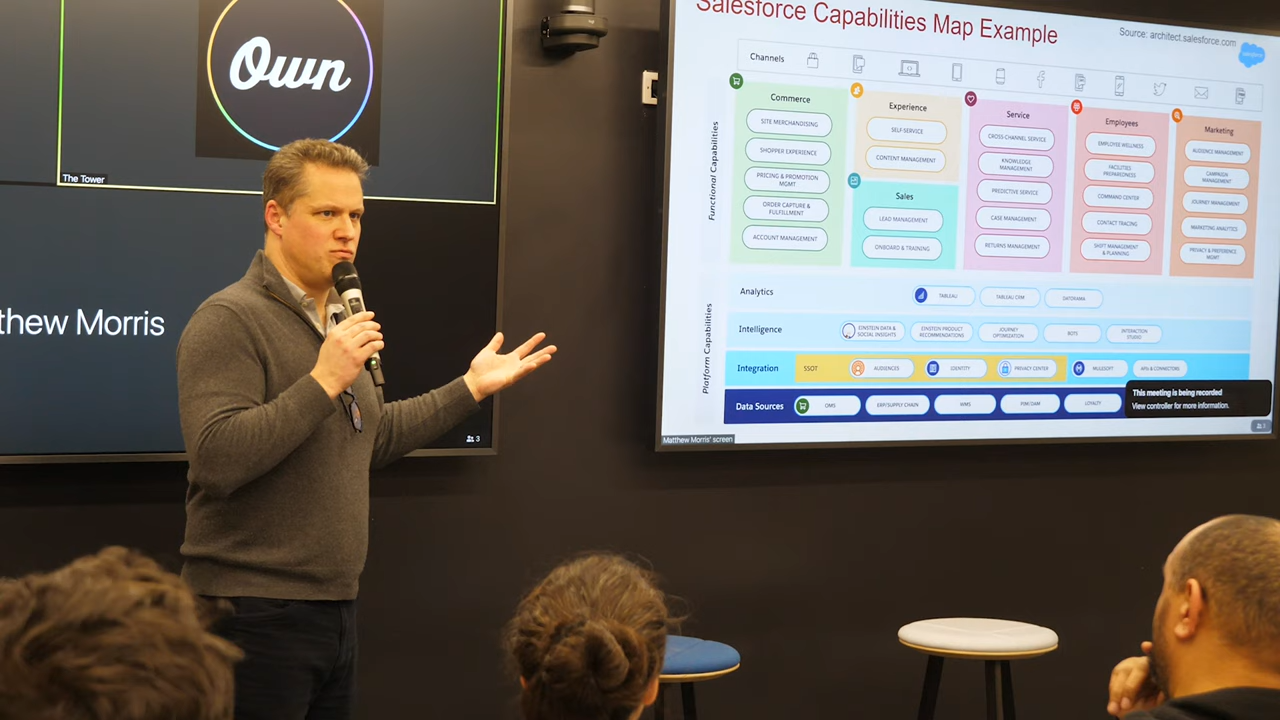 Own
The Tower
thew Morris
3
Salesforce Capabilities Map Example
Source: architect.salesforce.com
salesforce
Channels
Functional Capabilities
Commerce
SITE MERCHANDISING
SHOPPER EXPERIENCE
PRICING & PROMOTION
MGMT
ORDER CAPTURE &
FULFILLMENT
ACCOUNT MANAGEMENT
Experience
SELF-SERVICE
CONTENT MANAGEMENT
Sales
LEAD MANAGEMENT
ONBOARD & TRAINING
Service
CROSS-CHANNEL SERVICE
KNOWLEDGE
MANAGEMENT
PREDICTIVE SERVICE
CASE MANAGEMENT
RETURNS MANAGEMENT
Employees
EMPLOYEE WELLNESS
FACILITIES
PREPAREDNESS
COMMAND CENTER
CONTACT TRACING
SHIFT MANAGEMENT
& PLANNING
Marketing
AUDIENCE MANAGEMENT
CAMPAIGN
MANAGEMENT
JOURNEY MANAGEMENT
MARKETING ANALYTICS
PRIVACY & PREFERENCE
MGMT
Platform Capabilities
Analytics
TABLEAU
TABLEAU CRM
DATORAMA
Intelligence
EINSTEIN DATA &
SOCIAL INSIGHTS
EINSTEIN PRODUCT
RECOMMENDATIONS
JOURNEY
OPTIMIZATION
BOTS
INTERACTION
STUDIO
Integration
SSOT
AUDIENCES
IDENTITY
PRIVACY CENTER
MULESOFT
APIs & CONNECTORS
Data Sources
OMS
ERP/SUPPLY CHAIN
WMS
PIM/DAM
LOYALTY
This meeting is being recorded
View controller for more information.
Matthew Morris' screen
3